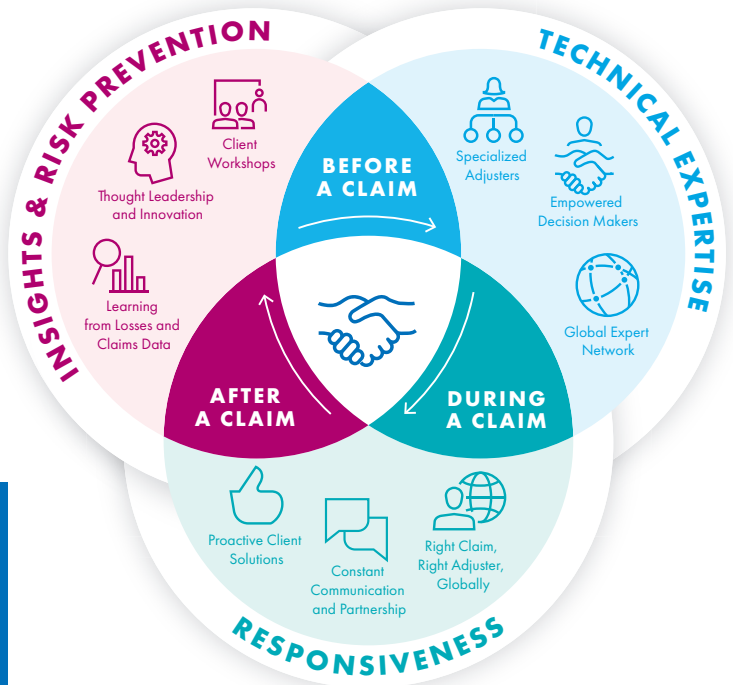 INSIGHTS & RISK PREVENTION
TECHNICAL EXPERTISE
Client
Workshops
Thought Leadership
and Innovation
Learning
from Losses and
Claims Data
BEFORE
A CLAIM
Specialized
Adjusters
Empowered
Decision Makers
Global Expert
Network
AFTER
A CLAIM
DURING
A CLAIM
Proactive Client
Solutions
Constant
Communication
and Partnership
Right Claim,
Right Adjuster,
Globally
RESPONSIVENESS